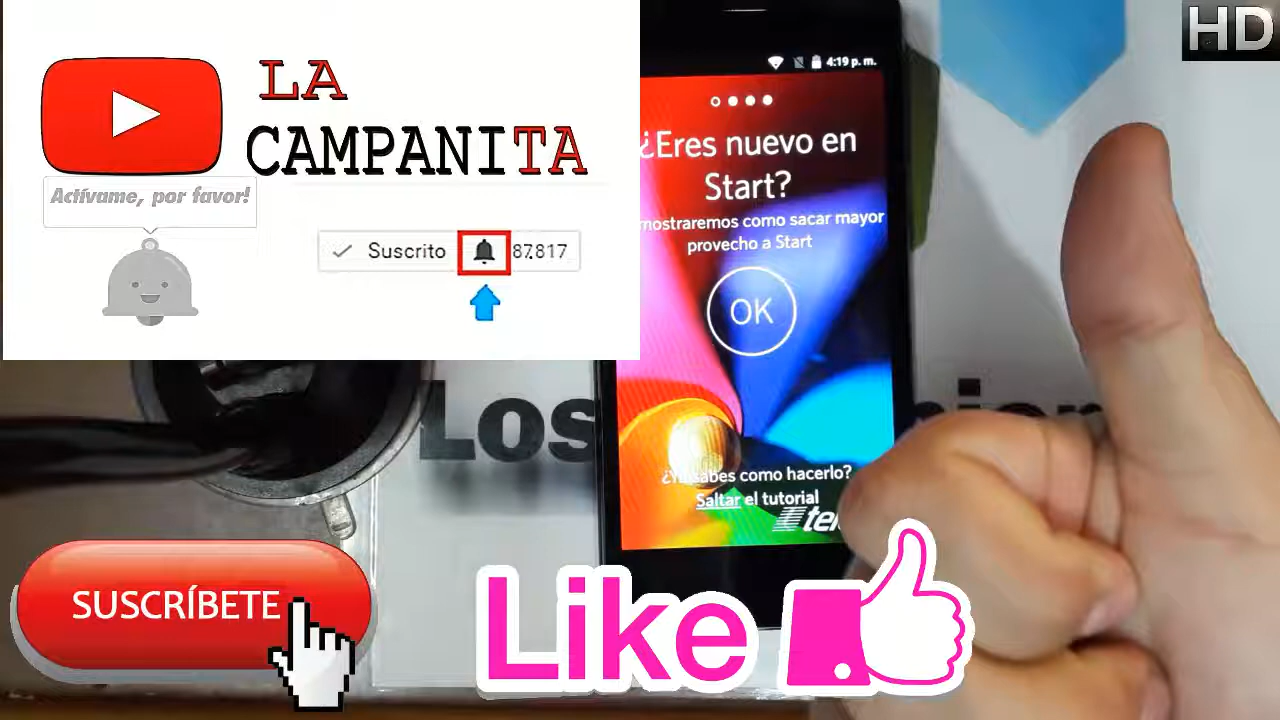 HD
LA
CAMPANITA
Actívame, por favor!
Suscrito 87.817
4:19 p. m.
¿Eres nuevo en
Start?
mostraremos como sacar mayor
provecho a Start
OK
Los
sabes como hacerlo?
Saltar el tutorial
SUSCRÍBETE
Like